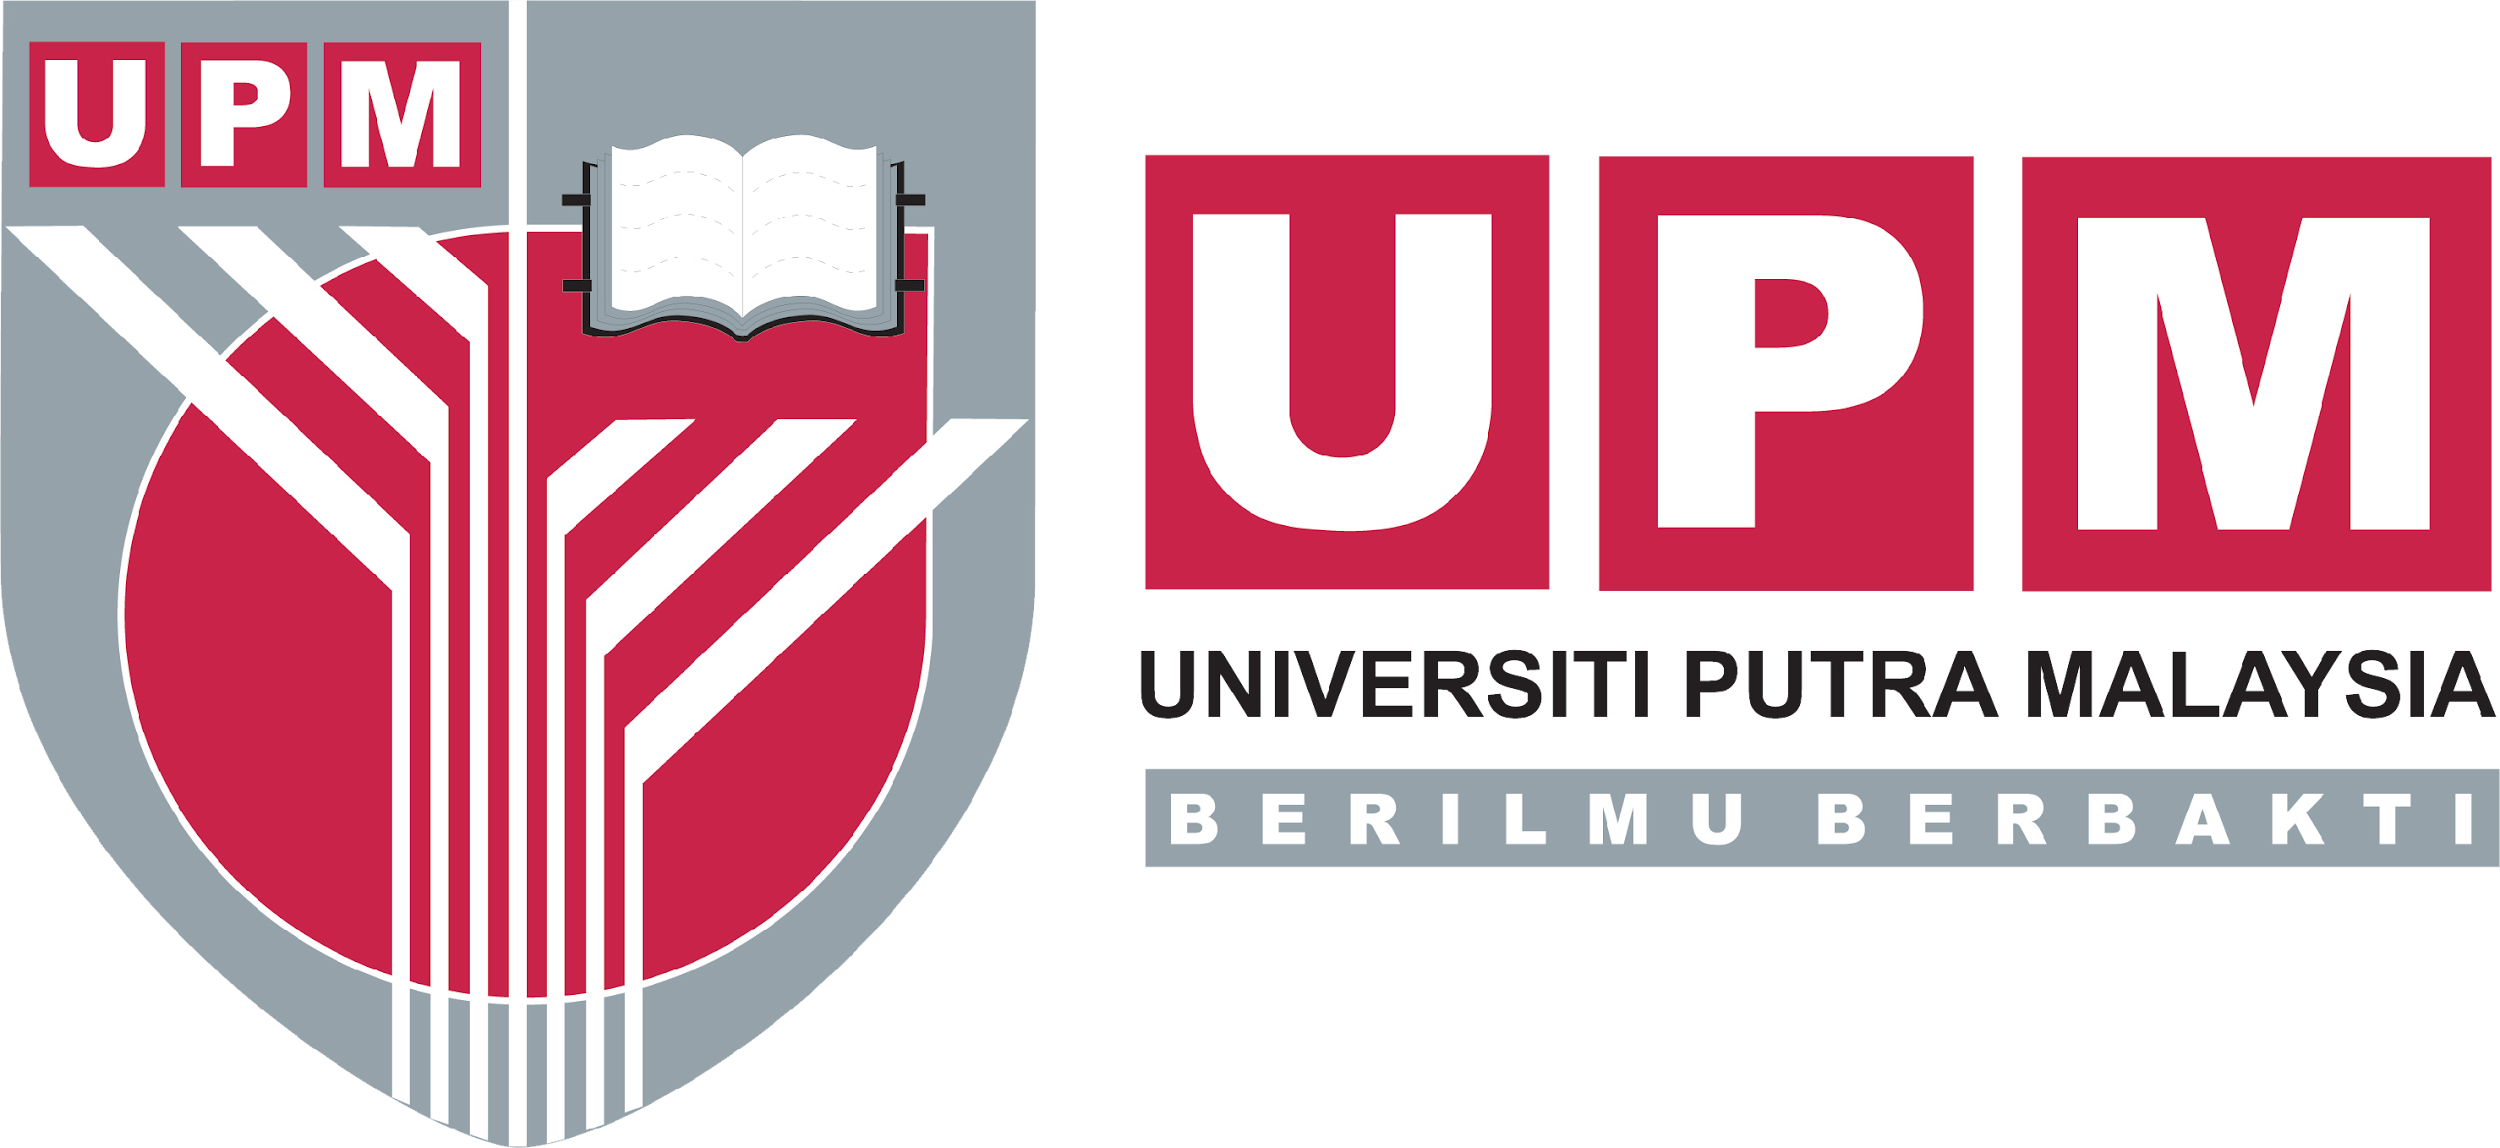 UPM
UPM
UNIVERSITI PUTRA MALAYSIA
BERILMU BERBAKTI